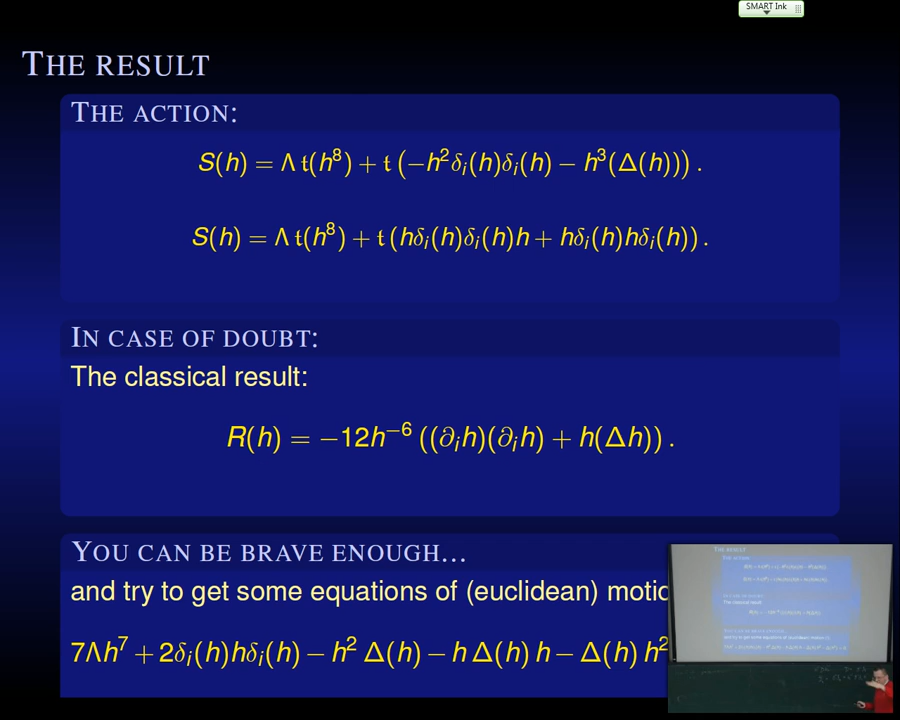 SMART Ink
THE RESULT
THE ACTION:
S(h) = Λ t(h⁸) + t (−h²δᵢ(h)δᵢ(h) − h³(Δ(h))) .
S(h) = Λ t(h⁸) + t (hδᵢ(h)δᵢ(h)h + hδᵢ(h)hδᵢ(h)) .
IN CASE OF DOUBT:
The classical result:
R(h) = −12h⁻⁶ ((∂ᵢh)(∂ᵢh) + h(Δh)) .
YOU CAN BE BRAVE ENOUGH...
and try to get some equations of (euclidean)
7Λh⁷ + 2δᵢ(h)hδᵢ(h) − h² Δ(h) − h Δ(h) h − Δ(h) h²